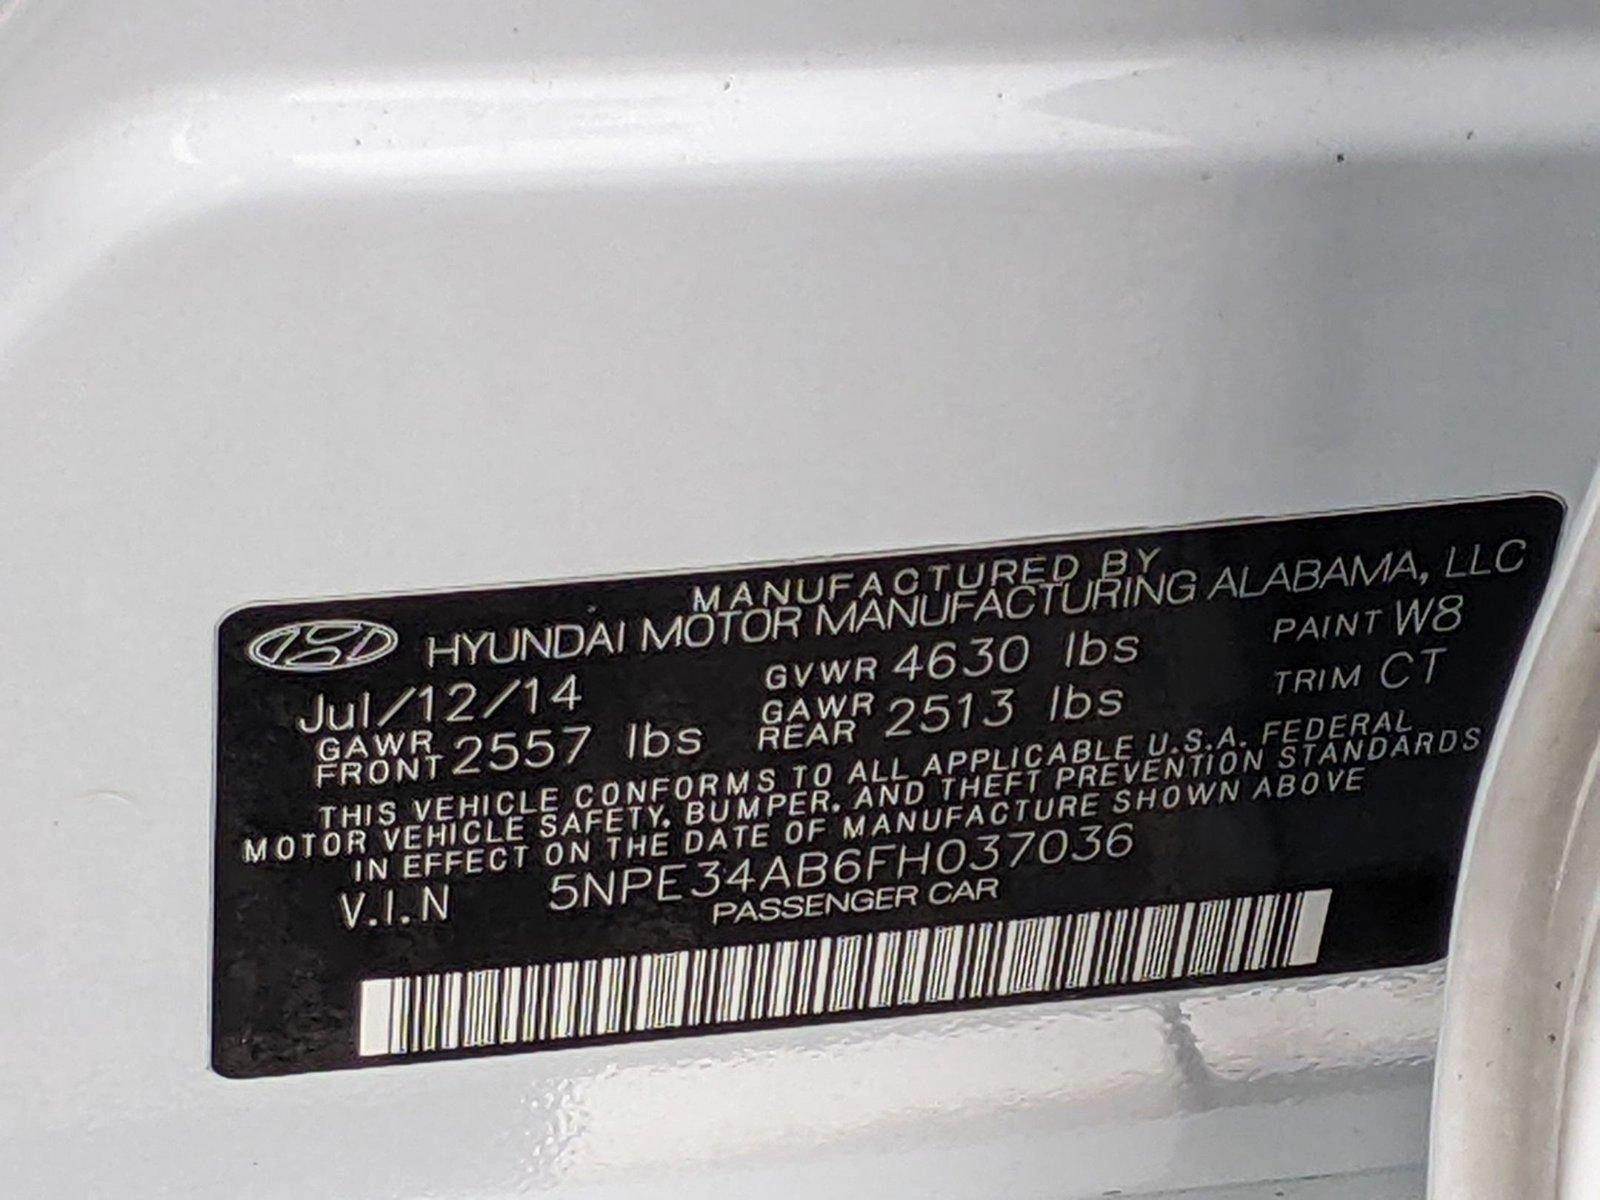 MANUFACTURED BY
HYUNDAI MOTOR MANUFACTURING ALABAMA, LLC
Jul/12/14 GVWR 4630 lbs PAINT W8
GAWR FRONT 2557 lbs GAWR REAR 2513 lbs TRIM CT
THIS VEHICLE CONFORMS TO ALL APPLICABLE U.S.A. FEDERAL
MOTOR VEHICLE SAFETY, BUMPER, AND THEFT PREVENTION STANDARDS
IN EFFECT ON THE DATE OF MANUFACTURE SHOWN ABOVE
V.I.N 5NPE34AB6FH037036
PASSENGER CAR